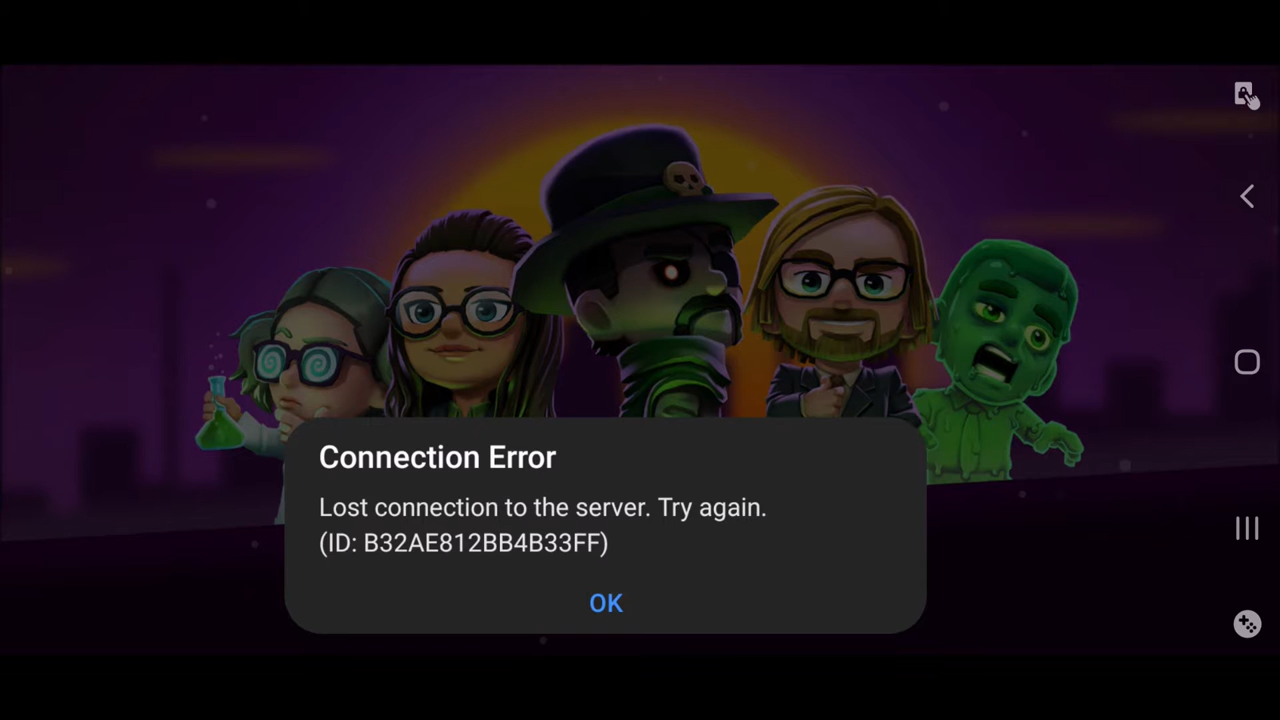 Connection Error
Lost connection to the server. Try again.
(ID: B32AE812BB4B33FF)
OK